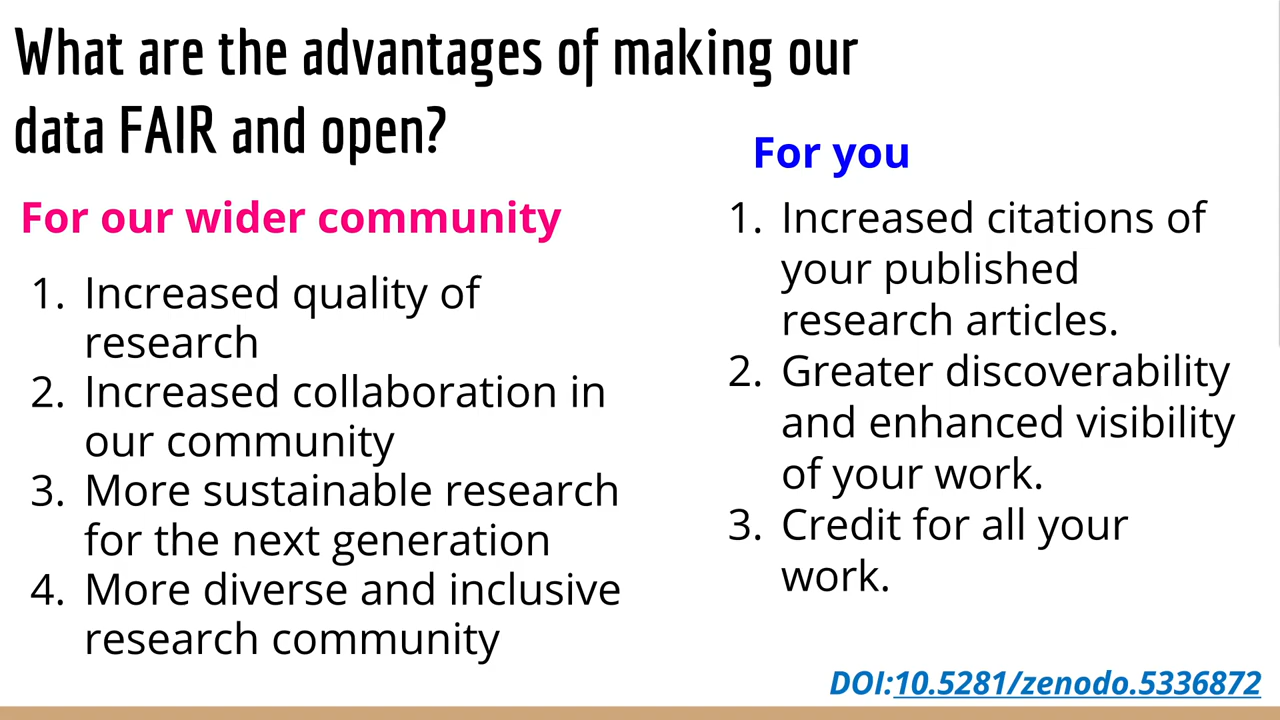 What are the advantages of making our
data FAIR and open?
For our wider community
1. Increased quality of
research
2. Increased collaboration in
our community
3. More sustainable research
for the next generation
4. More diverse and inclusive
research community
For you
1. Increased citations of
your published
research articles.
2. Greater discoverability
and enhanced visibility
of your work.
3. Credit for all your
work.
DOI:10.5281/zenodo.5336872